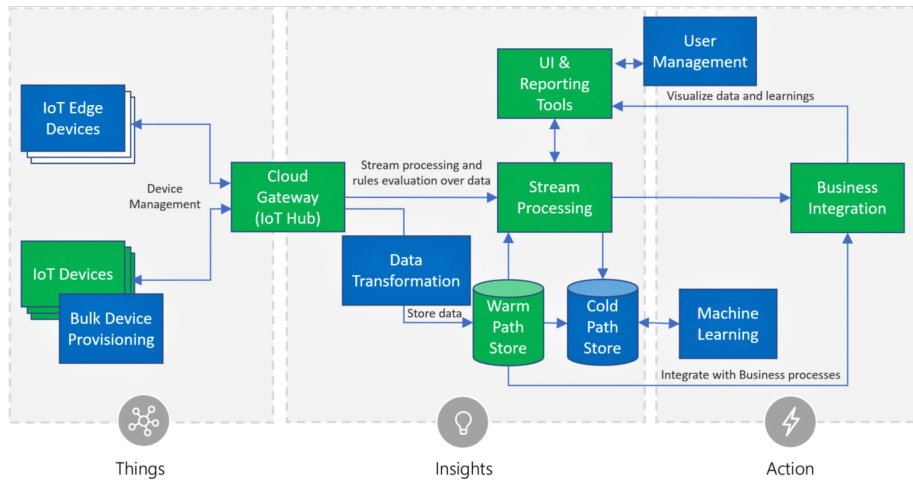 UI &
Reporting
Tools
User
Management
IoT Edge
Devices
Visualize data and learnings
Device
Management
Cloud
Gateway
(IoT Hub)
Stream processing and
rules evaluation over data
Stream
Processing
Business
Integration
IoT Devices
Bulk Device
Provisioning
Data
Transformation
Store data
Warm
Path
Store
Cold
Path
Store
Machine
Learning
Integrate with Business processes
Things
Insights
Action